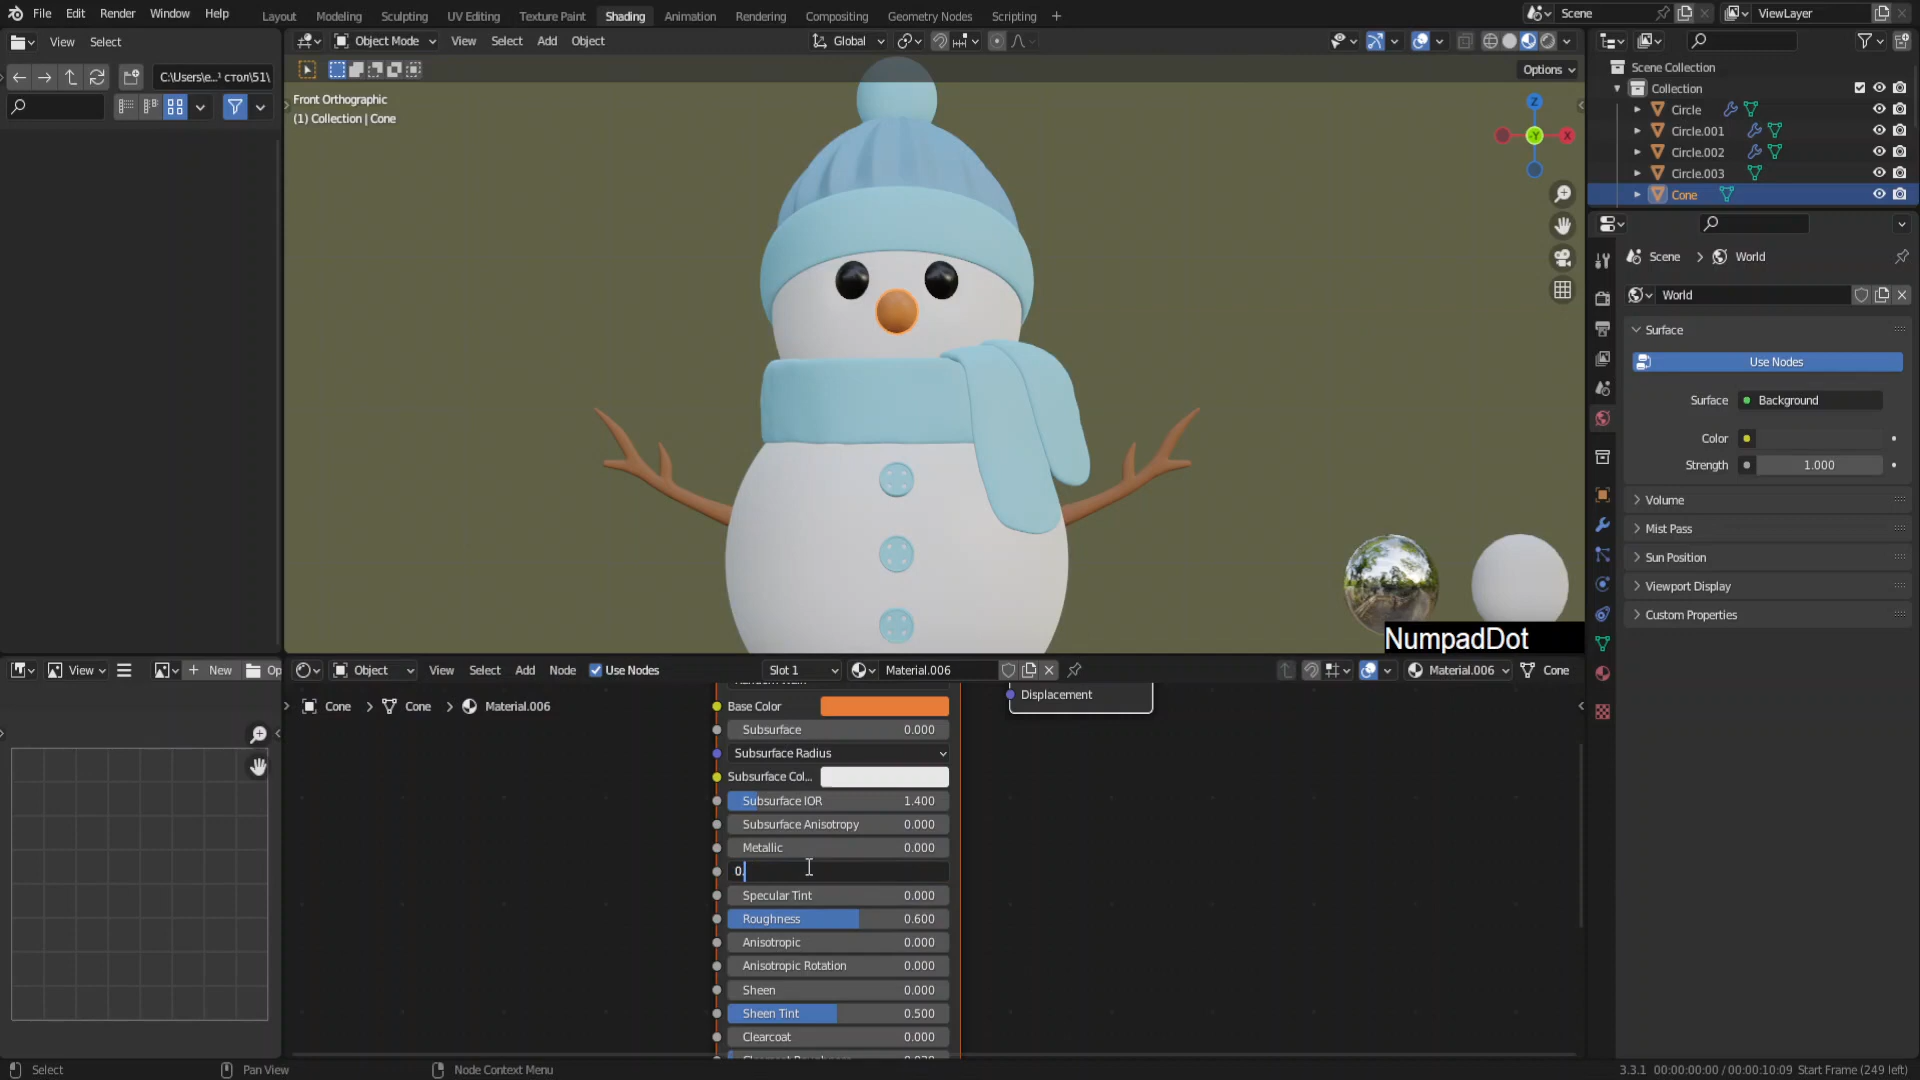 File Edit Render Window Help
Layout Modeling Sculpting UV Editing Texture Paint Shading Animation Rendering Compositing Geometry Nodes Scripting +
Scene
ViewLayer
View Select
Object Mode View Select Add Object
Global
C:\Users\e...¹ стол\51\
Options
Front Orthographic
(1) Collection | Cone
Z
-Y
X
Scene Collection
Collection
Circle
Circle.001
Circle.002
Circle.003
Cone
Scene > World
World
Surface
Use Nodes
Surface Background
Color
Strength 1.000
Volume
Mist Pass
Sun Position
Viewport Display
Custom Properties
NumpadDot
View
New
Op
Object View Select Add Node Use Nodes
Slot 1
Material.006
Material.006
Cone
Cone > Cone > Material.006
Displacement
Base Color
Subsurface 0.000
Subsurface Radius
Subsurface Col...
Subsurface IOR 1.400
Subsurface Anisotropy 0.000
Metallic 0.000
0.
Specular Tint 0.000
Roughness 0.600
Anisotropic 0.000
Anisotropic Rotation 0.000
Sheen 0.000
Sheen Tint 0.500
Clearcoat 0.000
Select
Pan View
Node Context Menu
3.3.1 00:00:00:00 / 00:00:10:09 Start Frame (249 left)